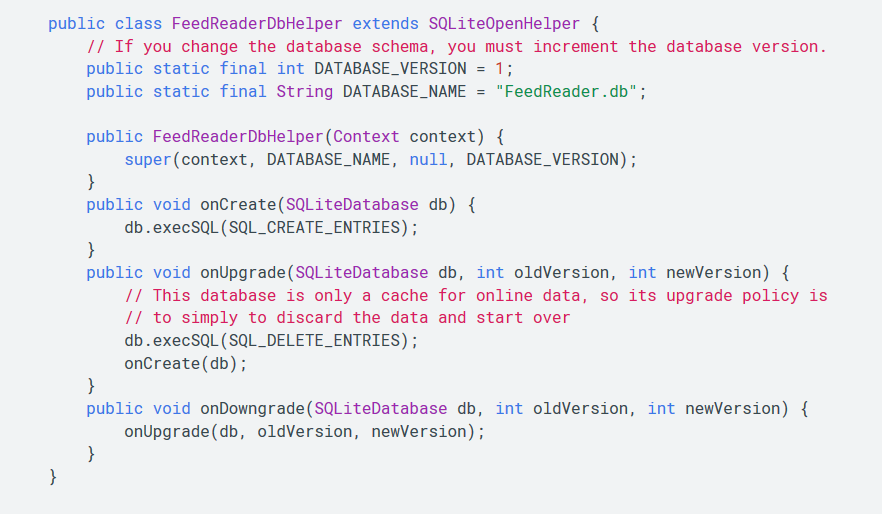 public class FeedReaderDbHelper extends SQLiteOpenHelper {
    // If you change the database schema, you must increment the database version.
    public static final int DATABASE_VERSION = 1;
    public static final String DATABASE_NAME = "FeedReader.db";

    public FeedReaderDbHelper(Context context) {
        super(context, DATABASE_NAME, null, DATABASE_VERSION);
    }
    public void onCreate(SQLiteDatabase db) {
        db.execSQL(SQL_CREATE_ENTRIES);
    }
    public void onUpgrade(SQLiteDatabase db, int oldVersion, int newVersion) {
        // This database is only a cache for online data, so its upgrade policy is
        // to simply to discard the data and start over
        db.execSQL(SQL_DELETE_ENTRIES);
        onCreate(db);
    }
    public void onDowngrade(SQLiteDatabase db, int oldVersion, int newVersion) {
        onUpgrade(db, oldVersion, newVersion);
    }
}